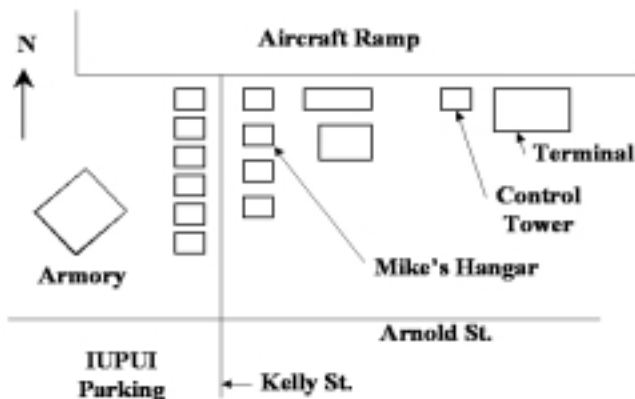 Aircraft Ramp
N
Terminal
Control
Tower
Mike's Hangar
Armory
Arnold St.
IUPUI
Parking
Kelly St.